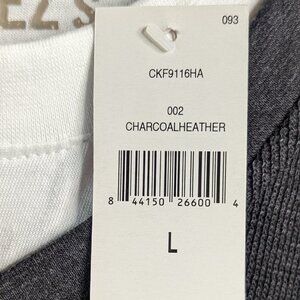 093
CKF9116HA
002
CHARCOALHEATHER
8 44150 26600 4
L